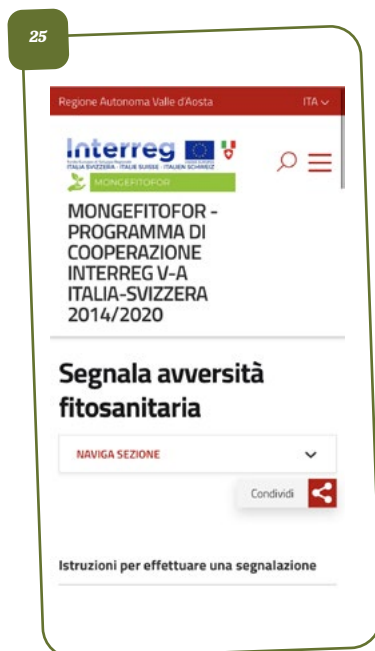 25
Regione Autonoma Valle d'Aosta ITA
Interreg
ITALIA SVIZZERA · ITALIE SUISSE · ITALIEN SCHWEIZ
MONGEFITOFOR
MONGEFITOFOR -
PROGRAMMA DI
COOPERAZIONE
INTERREG V-A
ITALIA-SVIZZERA
2014/2020
Segnala avversità
fitosanitaria
NAVIGA SEZIONE
Condividi
Istruzioni per effettuare una segnalazione